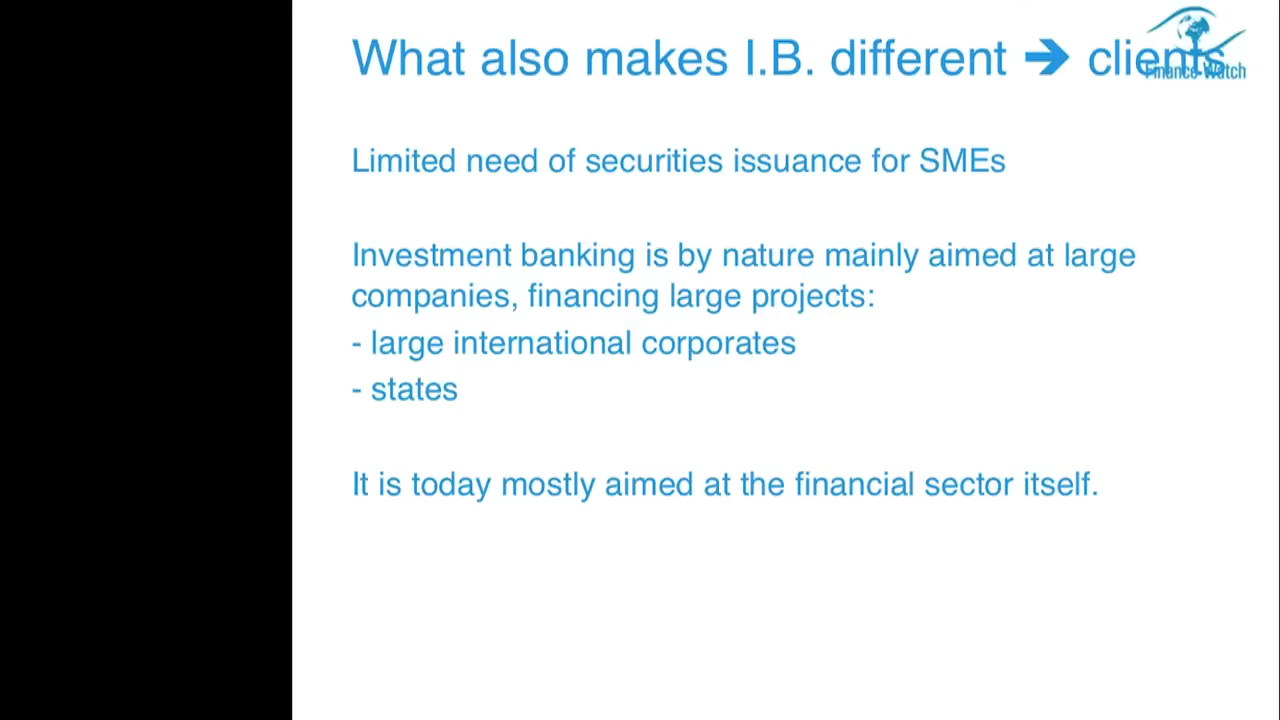 What also makes I.B. different ➔ clients
Finance Watch
Limited need of securities issuance for SMEs
Investment banking is by nature mainly aimed at large
companies, financing large projects:
- large international corporates
- states
It is today mostly aimed at the financial sector itself.